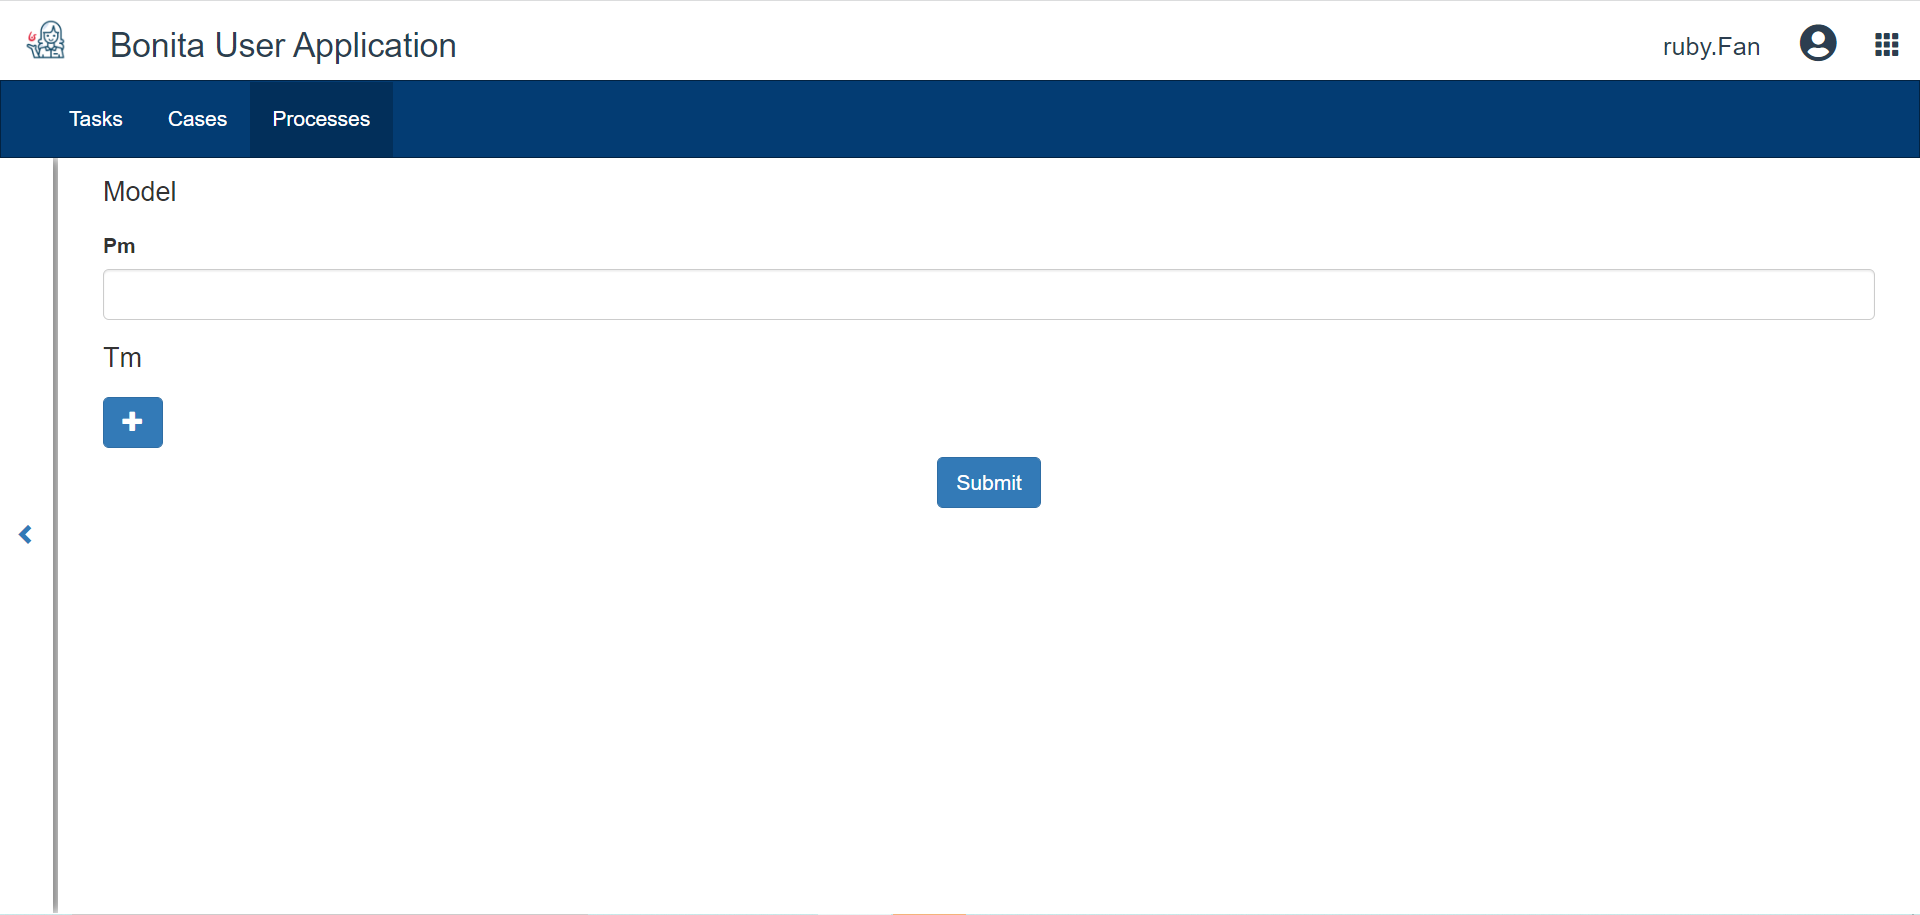 Bonita User Application
ruby.Fan
Tasks Cases Processes
Model
Pm
Tm
Submit